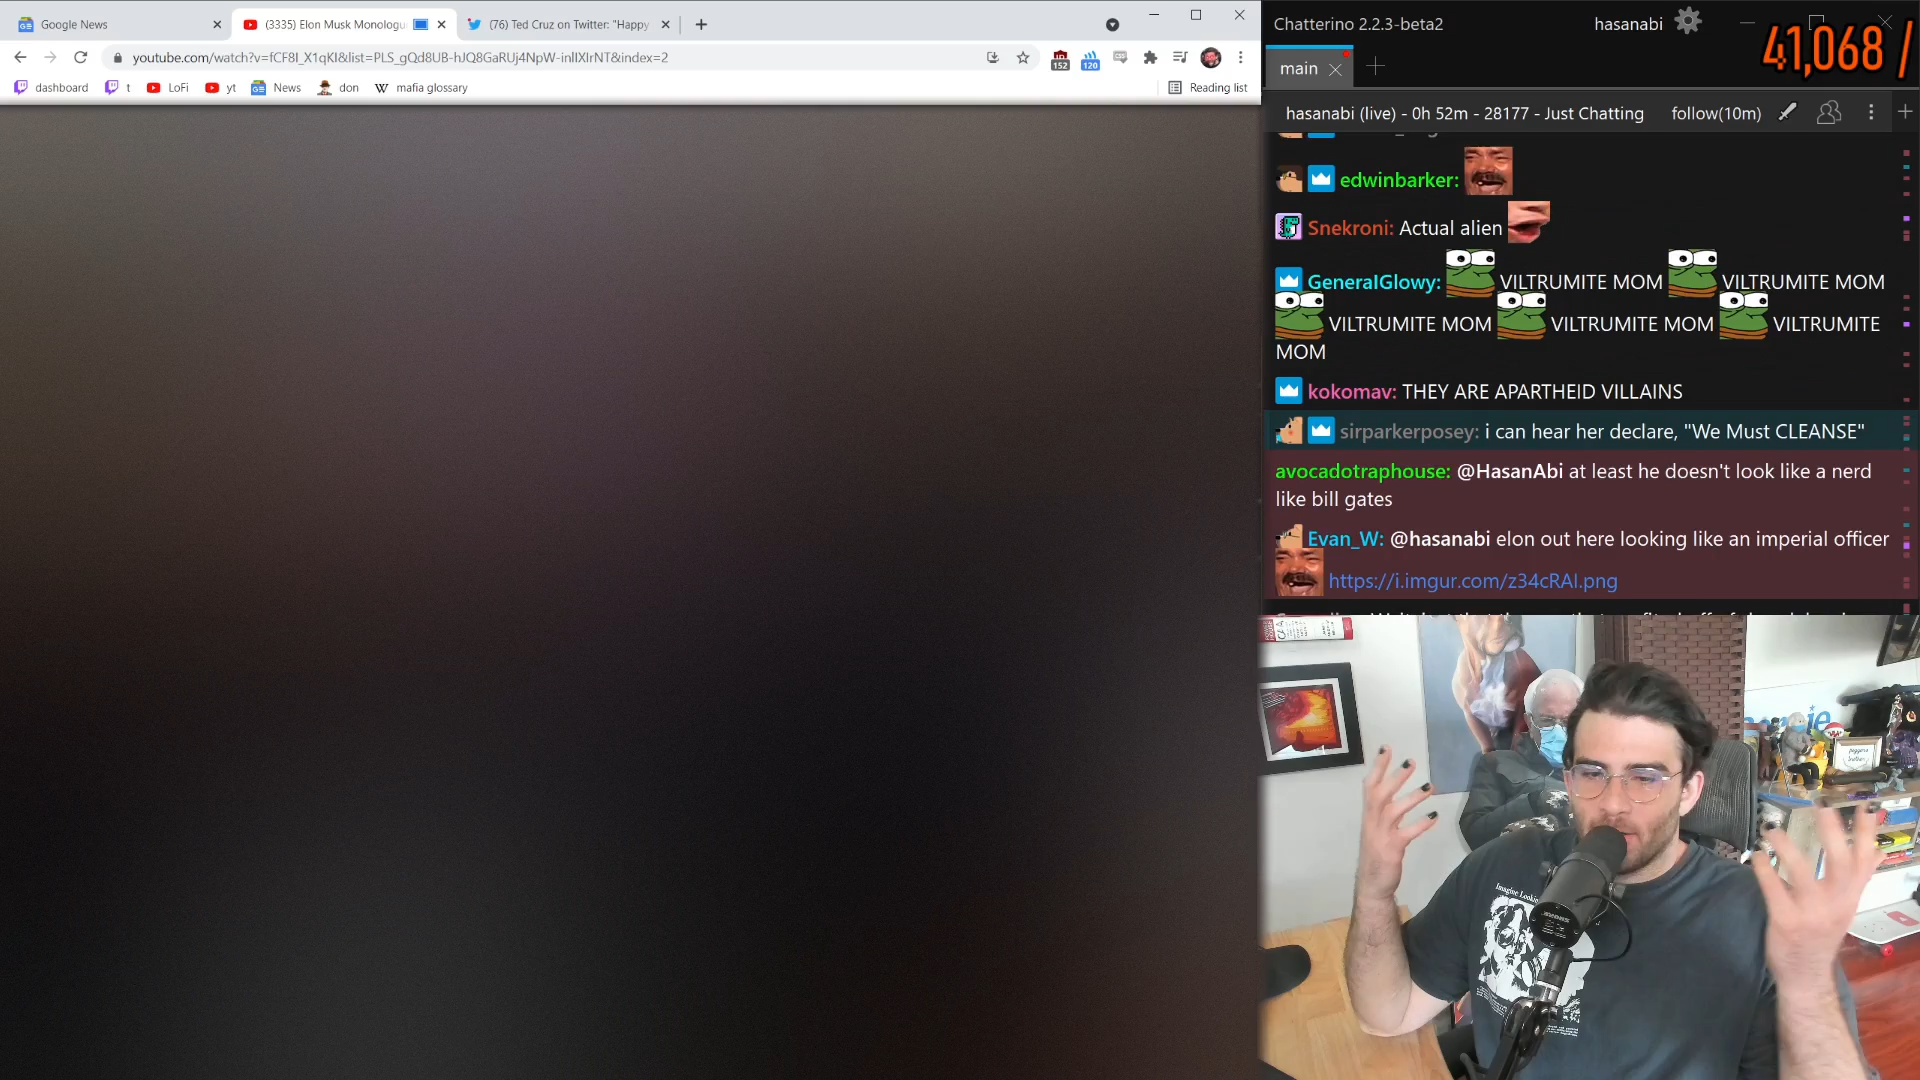 Google News
(3335) Elon Musk Monologu
(76) Ted Cruz on Twitter: "Happy
youtube.com/watch?v=fCF8I_X1qKI&list=PLS_gQd8UB-hJQ8GaRUj4NpW-inIIXIrNT&index=2
152
120
dashboard
t
LoFi
yt
News
don
mafia glossary
Reading list
Chatterino 2.2.3-beta2
hasanabi
41,068 /
main
hasanabi (live) - 0h 52m - 28177 - Just Chatting
follow(10m)
edwinbarker:
Snekroni: Actual alien
GeneralGlowy: VILTRUMITE MOM VILTRUMITE MOM
VILTRUMITE MOM VILTRUMITE MOM VILTRUMITE
MOM
kokomav: THEY ARE APARTHEID VILLAINS
sirparkerposey: i can hear her declare, "We Must CLEANSE"
avocadotraphouse: @HasanAbi at least he doesn't look like a nerd
like bill gates
Evan_W: @hasanabi elon out here looking like an imperial officer
https://i.imgur.com/z34cRAI.png
Imagine Lookin